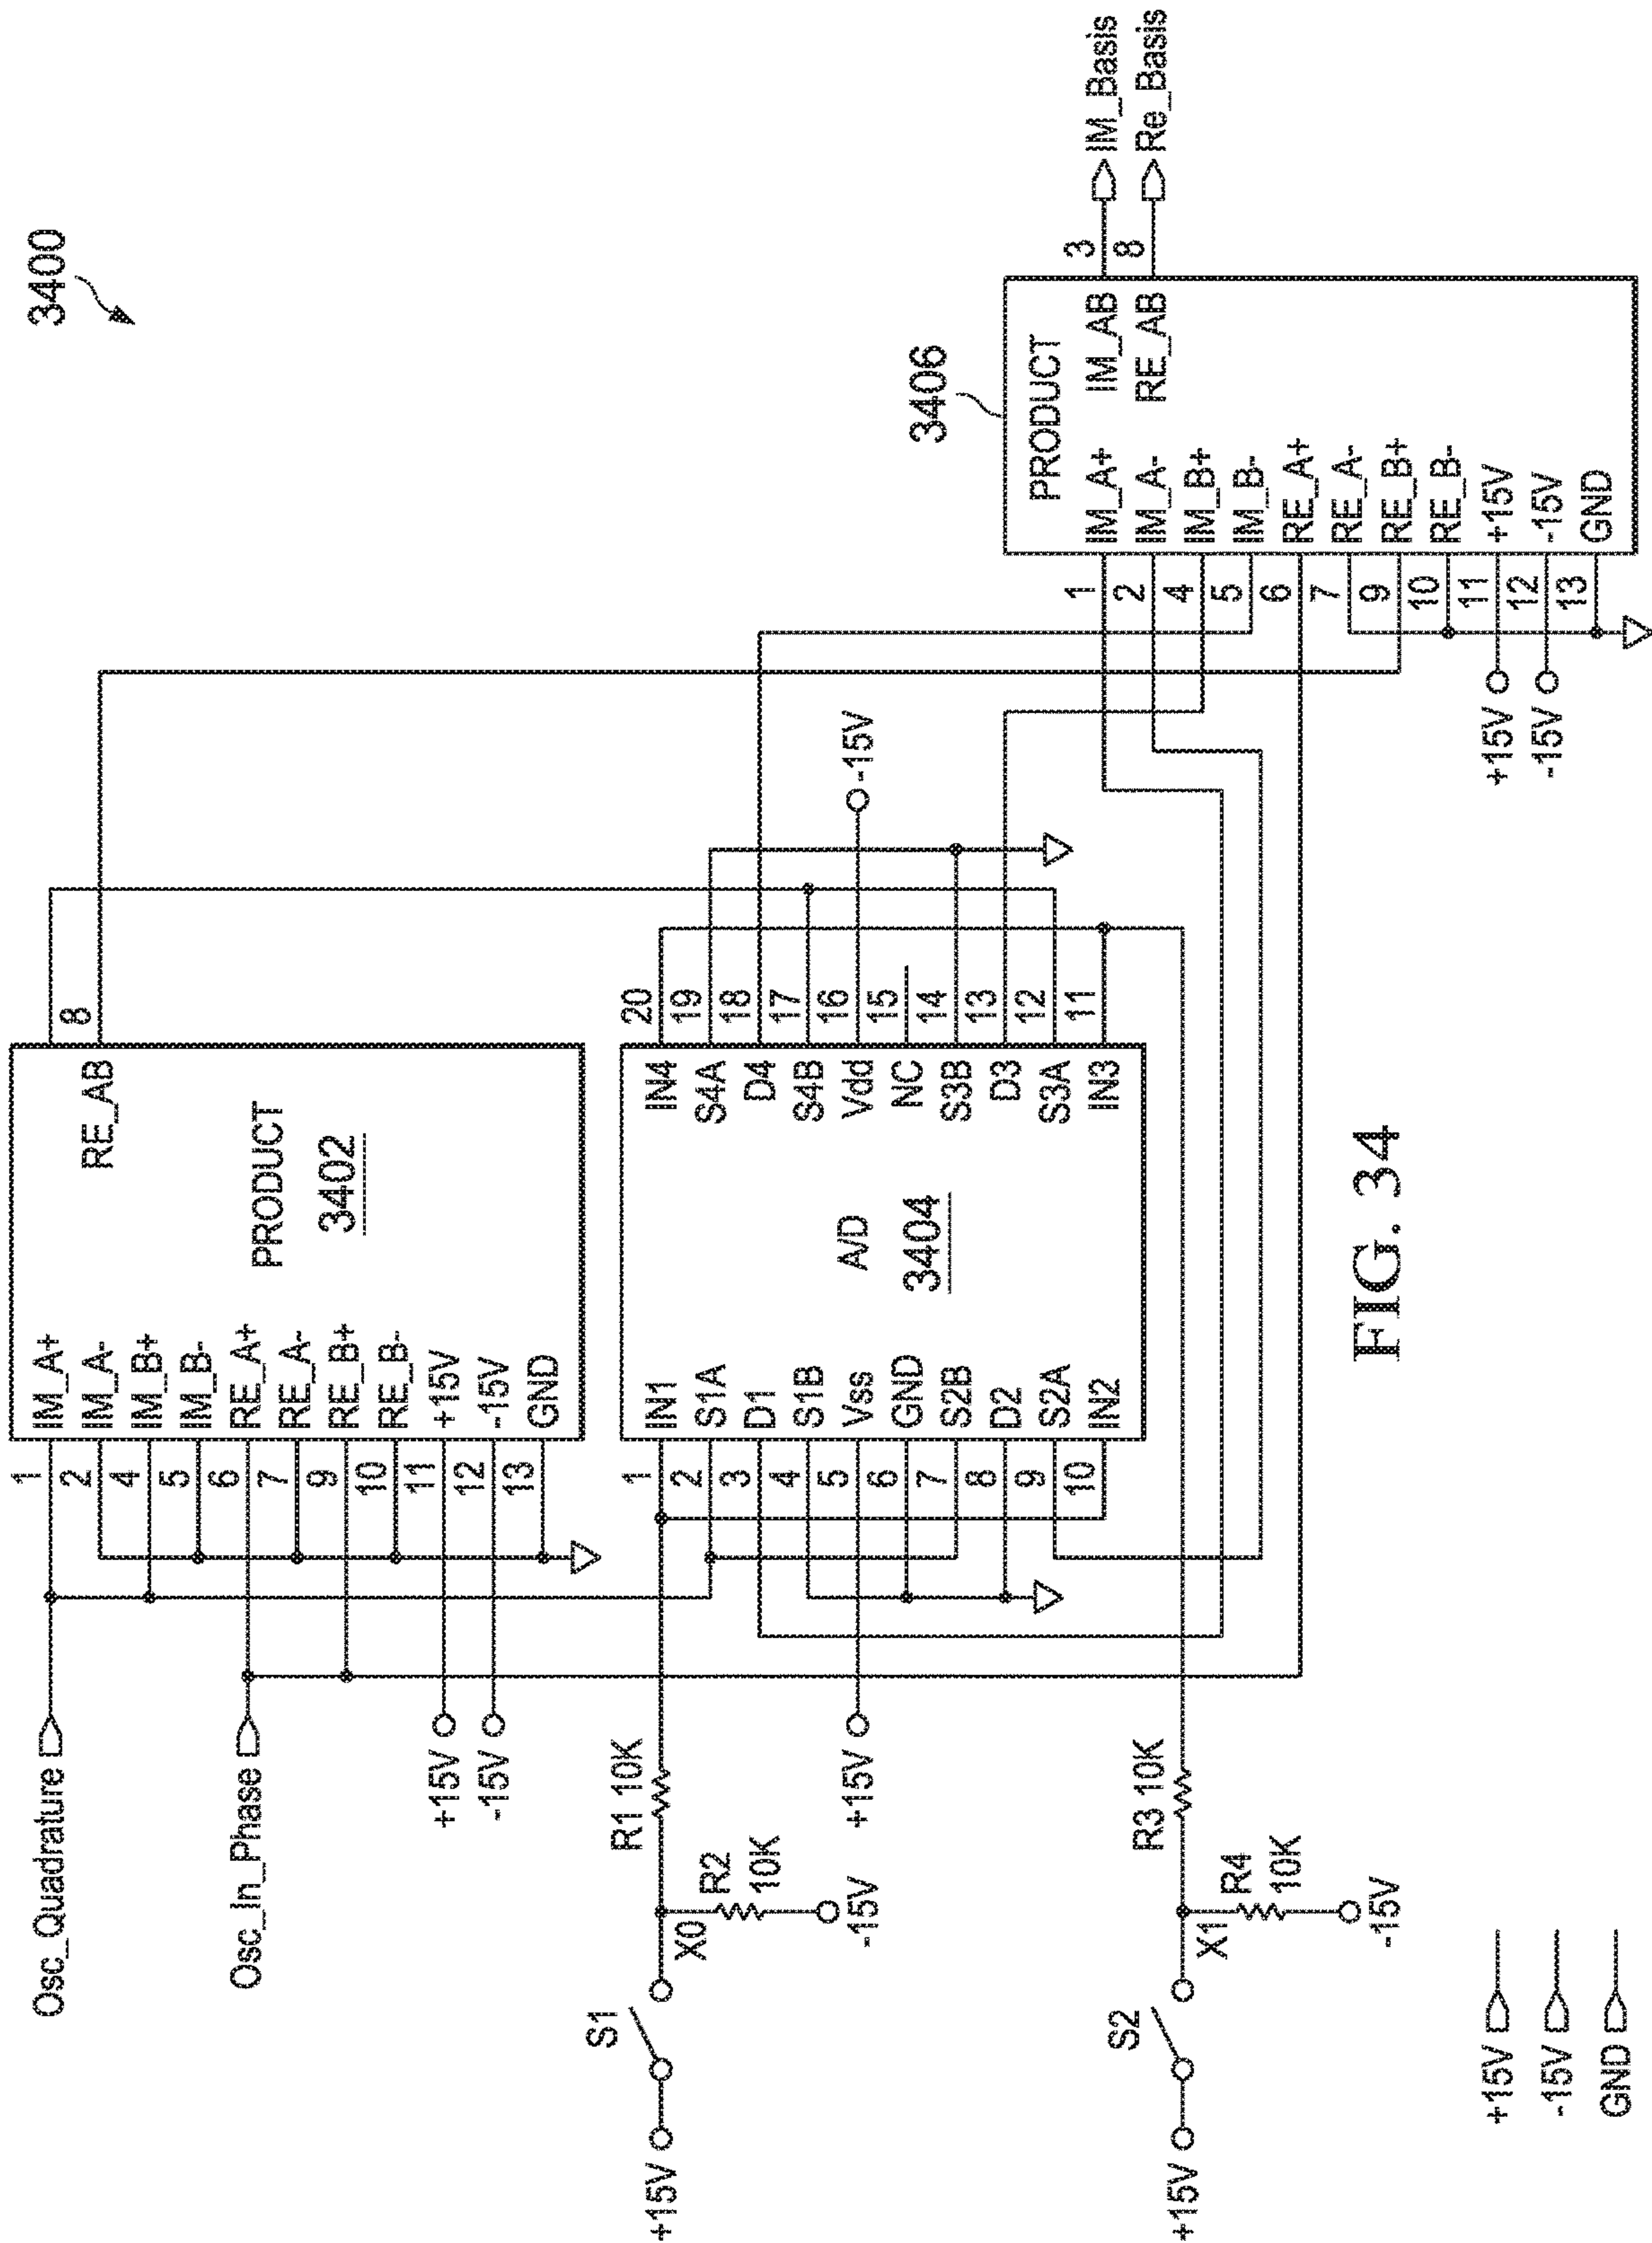 3400
Osc_Quadrature
Osc_In_Phase
+15V
-15V
1
2
4
5
6
7
9
10
11
12
13
IM_A+
IM_A-
IM_B+
IM_B-
RE_A+
RE_A-
RE_B+
RE_B-
+15V
-15V
GND
PRODUCT
3402
RE_AB
8
+15V
S1
X0
R1 10K
R2
10K
-15V
+15V
+15V
S2
X1
R3 10K
R4
10K
-15V
1
2
3
4
5
6
7
8
9
10
IN1
S1A
D1
S1B
Vss
GND
S2B
D2
S2A
IN2
A/D
3404
IN4
S4A
D4
S4B
Vdd
NC
S3B
D3
S3A
IN3
20
19
18
17
16
15
14
13
12
11
-15V
3406
PRODUCT
1
2
4
5
6
7
9
10
11
12
13
IM_A+
IM_A-
IM_B+
IM_B-
RE_A+
RE_A-
RE_B+
RE_B-
+15V
-15V
GND
+15V
-15V
IM_AB
RE_AB
3
8
IM_Basis
Re_Basis
+15V
-15V
GND
FIG. 34